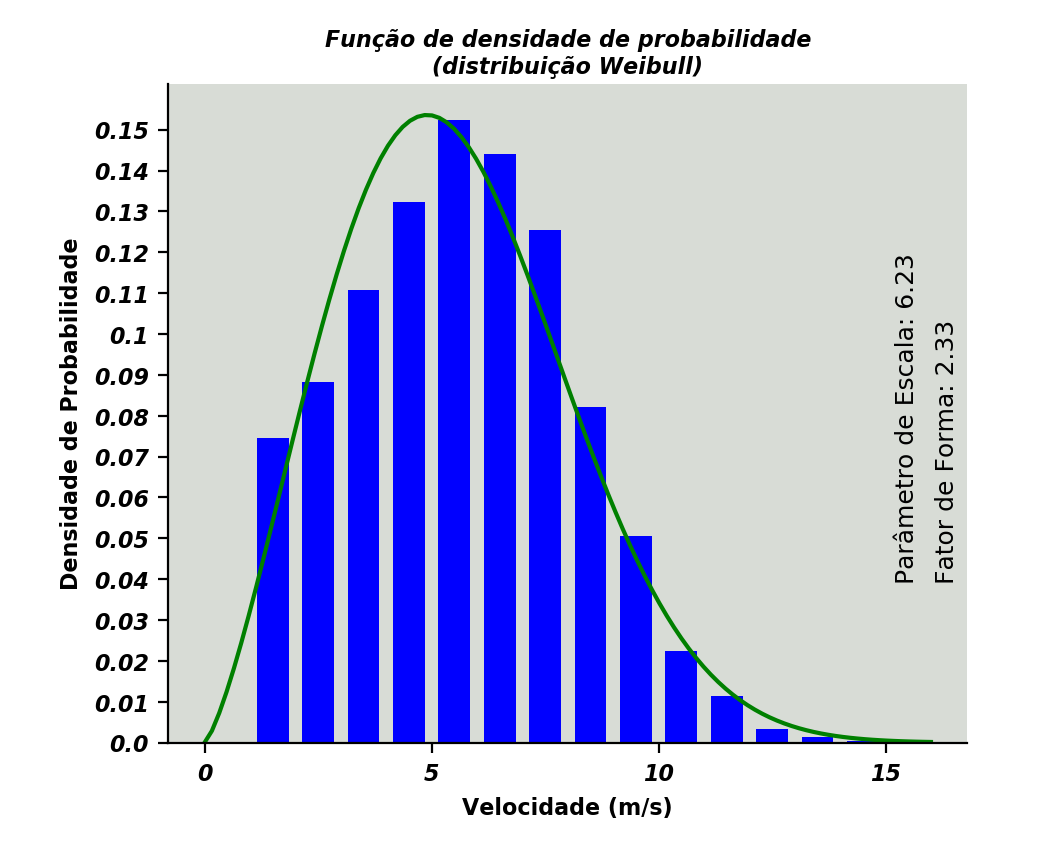 Função de densidade de probabilidade
(distribuição Weibull)
Densidade de Probabilidade
0.15
0.14
0.13
0.12
0.11
0.1
0.09
0.08
0.07
0.06
0.05
0.04
0.03
0.02
0.01
0.0
Parâmetro de Escala: 6.23
Fator de Forma: 2.33
0 5 10 15
Velocidade (m/s)